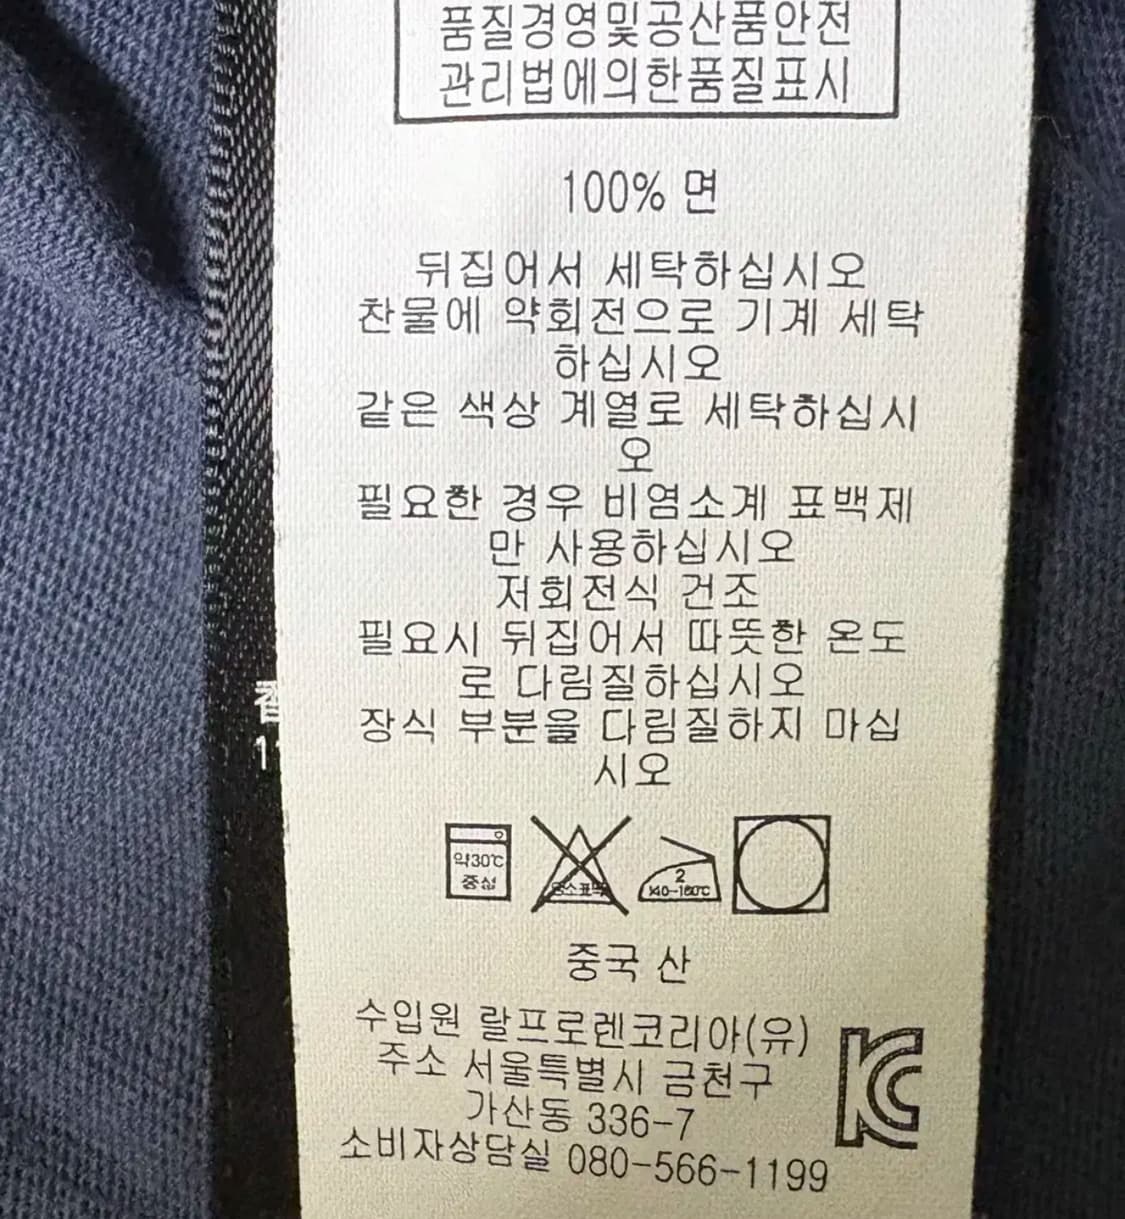 품질경영및공산품안전
관리법에의한품질표시
100% 면
뒤집어서 세탁하십시오
찬물에 약회전으로 기계 세탁
하십시오
같은 색상 계열로 세탁하십시
오
필요한 경우 비염소계 표백제
만 사용하십시오
저회전식 건조
필요시 뒤집어서 따뜻한 온도
로 다림질하십시오
장식 부분을 다림질하지 마십
시오
약30℃
중성
2
140-160℃
중국 산
수입원 랄프로렌코리아(유)
주소 서울특별시 금천구
가산동 336-7
소비자상담실 080-566-1199